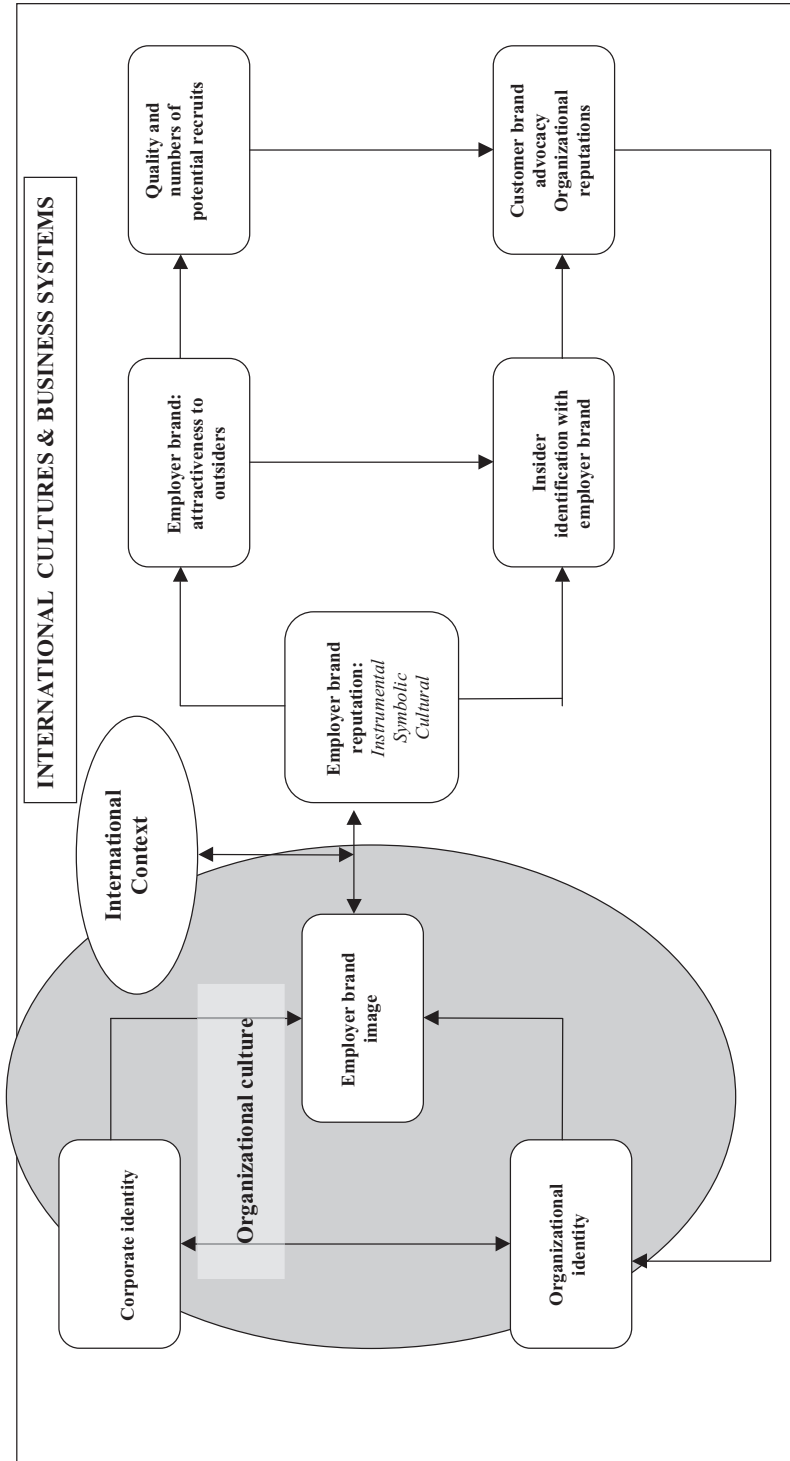 INTERNATIONAL CULTURES & BUSINESS SYSTEMS
International
Context
Corporate identity
Organizational culture
Employer brand
image
Organizational
identity
Employer brand
reputation:
Instrumental
Symbolic
Cultural
Employer brand:
attractiveness to
outsiders
Quality and
numbers of
potential recruits
Insider
identification with
employer brand
Customer brand
advocacy
Organizational
reputations